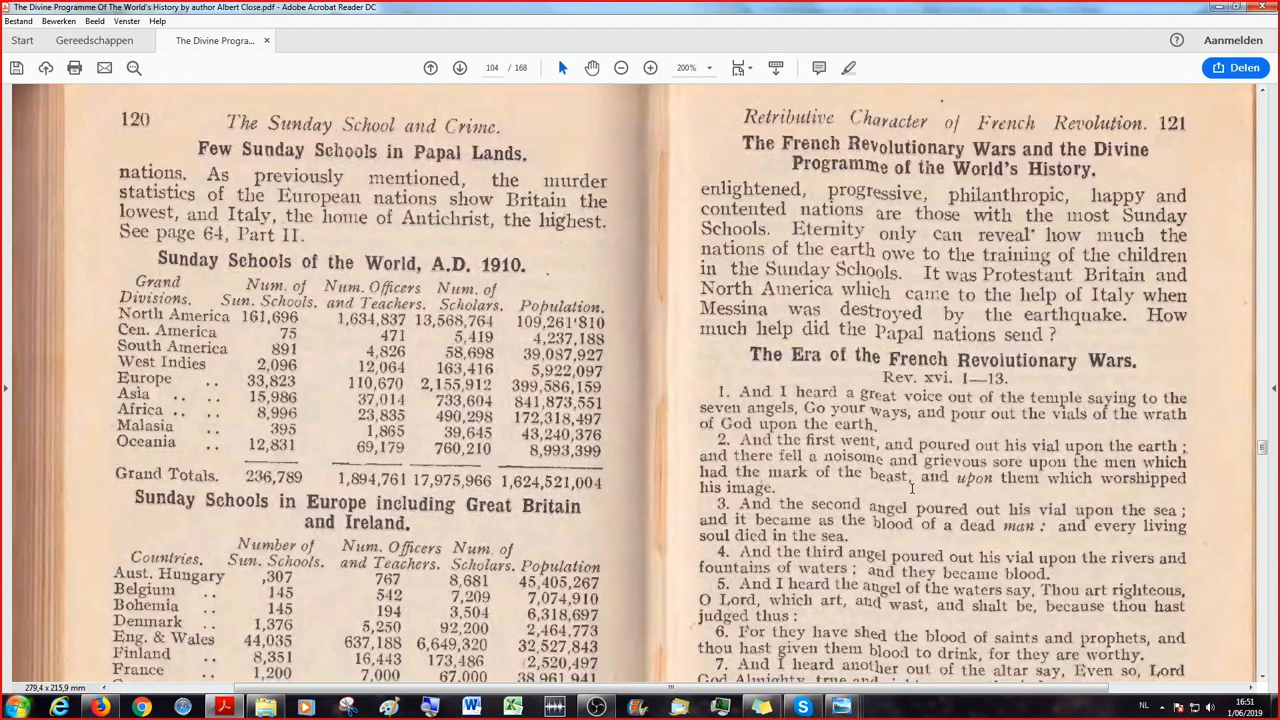 The Divine Programme Of The World's History by author Albert Close.pdf - Adobe Acrobat Reader DC
Bestand Bewerken Beeld Venster Help
Start Gereedschappen The Divine Progra... × Aanmelden
104 / 168 200% Delen
120 The Sunday School and Crime.
Few Sunday Schools in Papal Lands.
nations. As previously mentioned, the murder
statistics of the European nations show Britain the
lowest, and Italy, the home of Antichrist, the highest.
See page 64, Part II.
Sunday Schools of the World, A.D. 1910.
Grand Num. of Num. Officers Num. of
Divisions. Sun. Schools. and Teachers. Scholars. Population.
North America 161,696 1,634,837 13,568,764 109,261'810
Cen. America 75 471 5,419 4,237,188
South America 891 4,826 58,698 39,087,927
West Indies 2,096 12,064 163,416 5,922,097
Europe .. 33,823 110,670 2,155,912 399,586,159
Asia .. .. 15,986 37,014 733,604 841,873,551
Africa .. .. 8,996 23,835 490,298 172,318,497
Malasia .. 395 1,865 39,645 43,240,376
Oceania .. 12,831 69,179 760,210 8,993,399
Grand Totals. 236,789 1,894,761 17,975,966 1,624,521,004
Sunday Schools in Europe including Great Britain
and Ireland.
Number of Num. Officers Num. of
Countries. Sun. Schools. and Teachers. Scholars. Population
Aust. Hungary ,307 767 8,681 45,405,267
Belgium .. 145 542 7,209 7,074,910
Bohemia .. 145 194 3,504 6,318,697
Denmark .. 1,376 5,250 92,200 2,464,773
Eng. & Wales 44,035 637,188 6,649,320 32,527,843
Finland .. 8,351 16,443 173,486 2,520,497
France .. 1,200 7,000 67,000 38,961,941
Retributive Character of French Revolution. 121
The French Revolutionary Wars and the Divine
Programme of the World's History.
enlightened, progressive, philanthropic, happy and
contented nations are those with the most Sunday
Schools. Eternity only can reveal how much the
nations of the earth owe to the training of the children
in the Sunday Schools. It was Protestant Britain and
North America which came to the help of Italy when
Messina was destroyed by the earthquake. How
much help did the Papal nations send ?
The Era of the French Revolutionary Wars.
Rev. xvi. 1—13.
1. And I heard a great voice out of the temple saying to the
seven angels, Go your ways, and pour out the vials of the wrath
of God upon the earth.
2. And the first went, and poured out his vial upon the earth ;
and there fell a noisome and grievous sore upon the men which
had the mark of the beast, and upon them which worshipped
his image.
3. And the second angel poured out his vial upon the sea ;
and it became as the blood of a dead man : and every living
soul died in the sea.
4. And the third angel poured out his vial upon the rivers and
fountains of waters ; and they became blood.
5. And I heard the angel of the waters say, Thou art righteous,
O Lord, which art, and wast, and shalt be, because thou hast
judged thus :
6. For they have shed the blood of saints and prophets, and
thou hast given them blood to drink, for they are worthy.
7. And I heard another out of the altar say, Even so, Lord
God Almighty, true and
279,4 x 215,9 mm
NL 16:51
1/06/2019